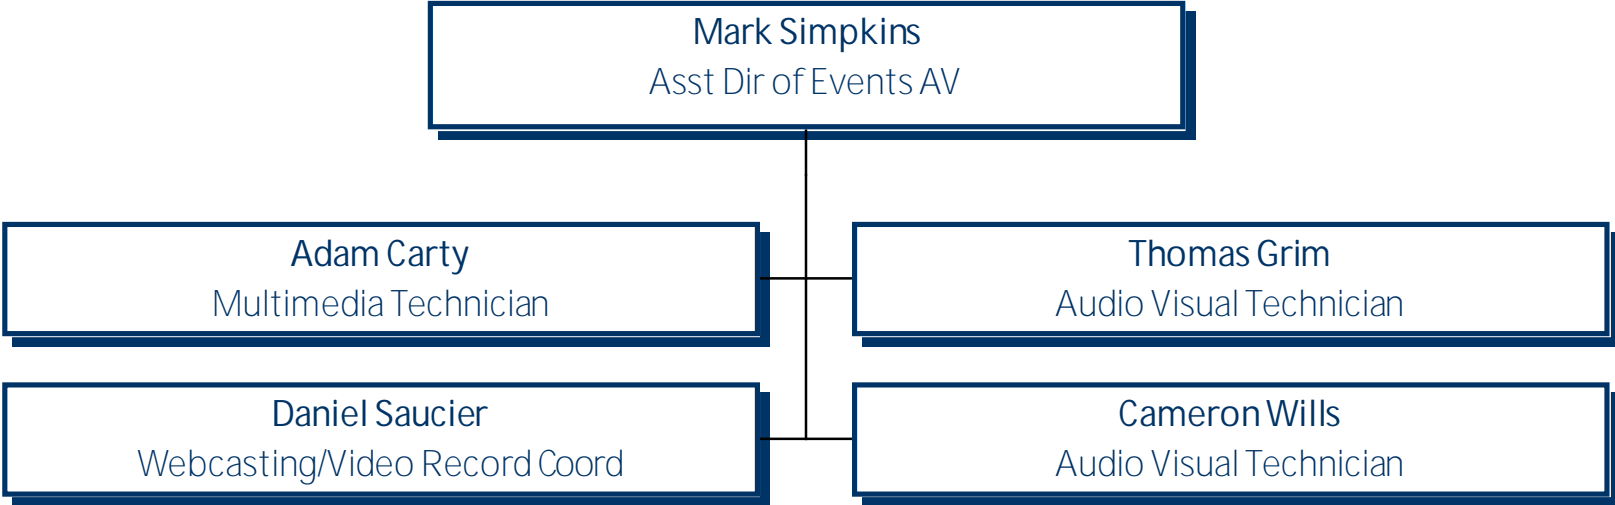 Mark Simpkins
Asst Dir of Events AV
Adam Carty
Multimedia Technician
Thomas Grim
Audio Visual Technician
Daniel Saucier
Webcasting/Video Record Coord
Cameron Wills
Audio Visual Technician